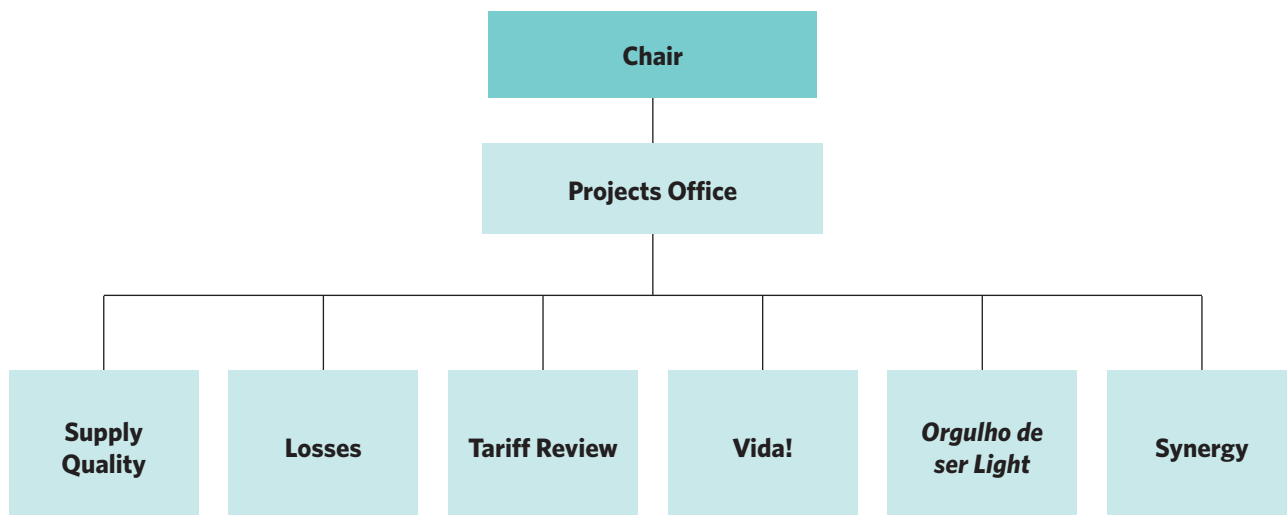 Chair
Projects Office
Supply
Quality
Losses
Tariff Review
Vida!
Orgulho de
ser Light
Synergy